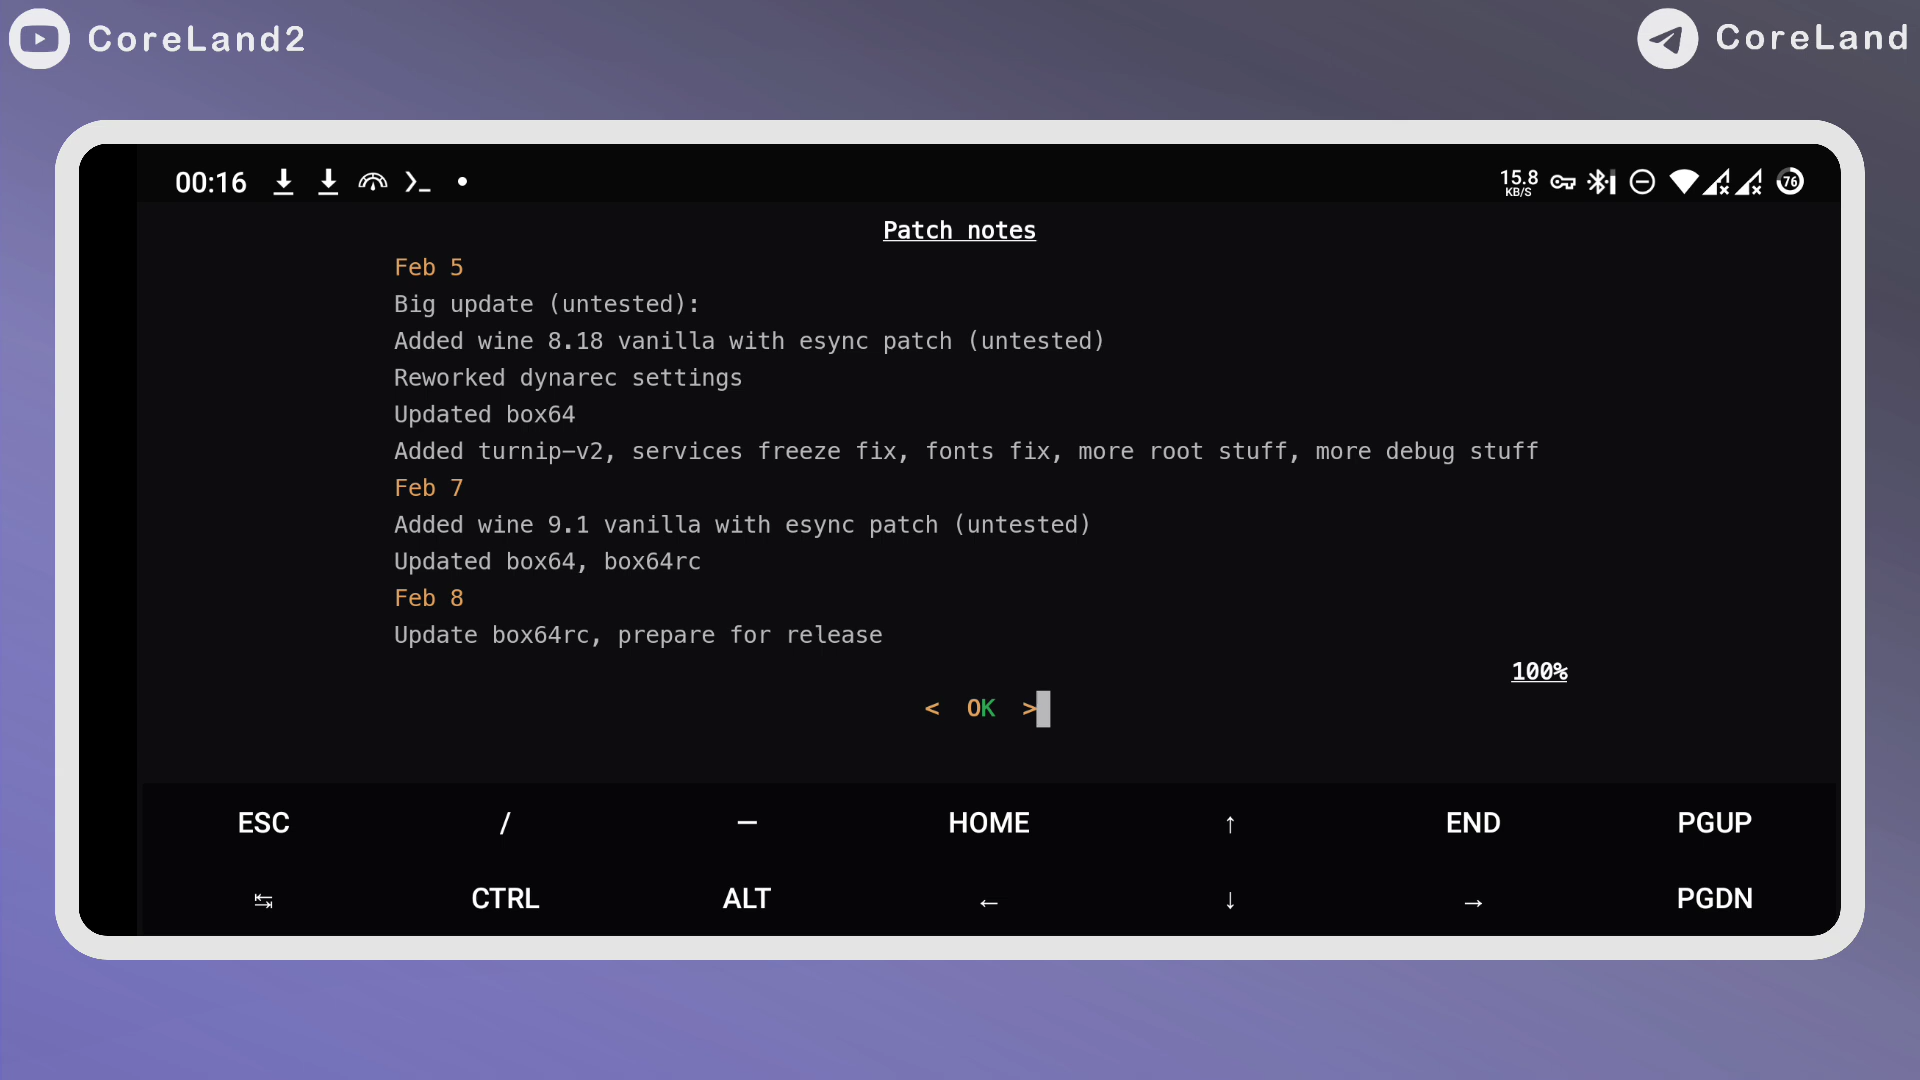 CoreLand2
CoreLand
00:16
15.8
KB/S
76
Patch notes
Feb 5
Big update (untested):
Added wine 8.18 vanilla with esync patch (untested)
Reworked dynarec settings
Updated box64
Added turnip-v2, services freeze fix, fonts fix, more root stuff, more debug stuff
Feb 7
Added wine 9.1 vanilla with esync patch (untested)
Updated box64, box64rc
Feb 8
Update box64rc, prepare for release
100%
<  OK  >
ESC / — HOME ↑ END PGUP
↹ CTRL ALT ← ↓ → PGDN